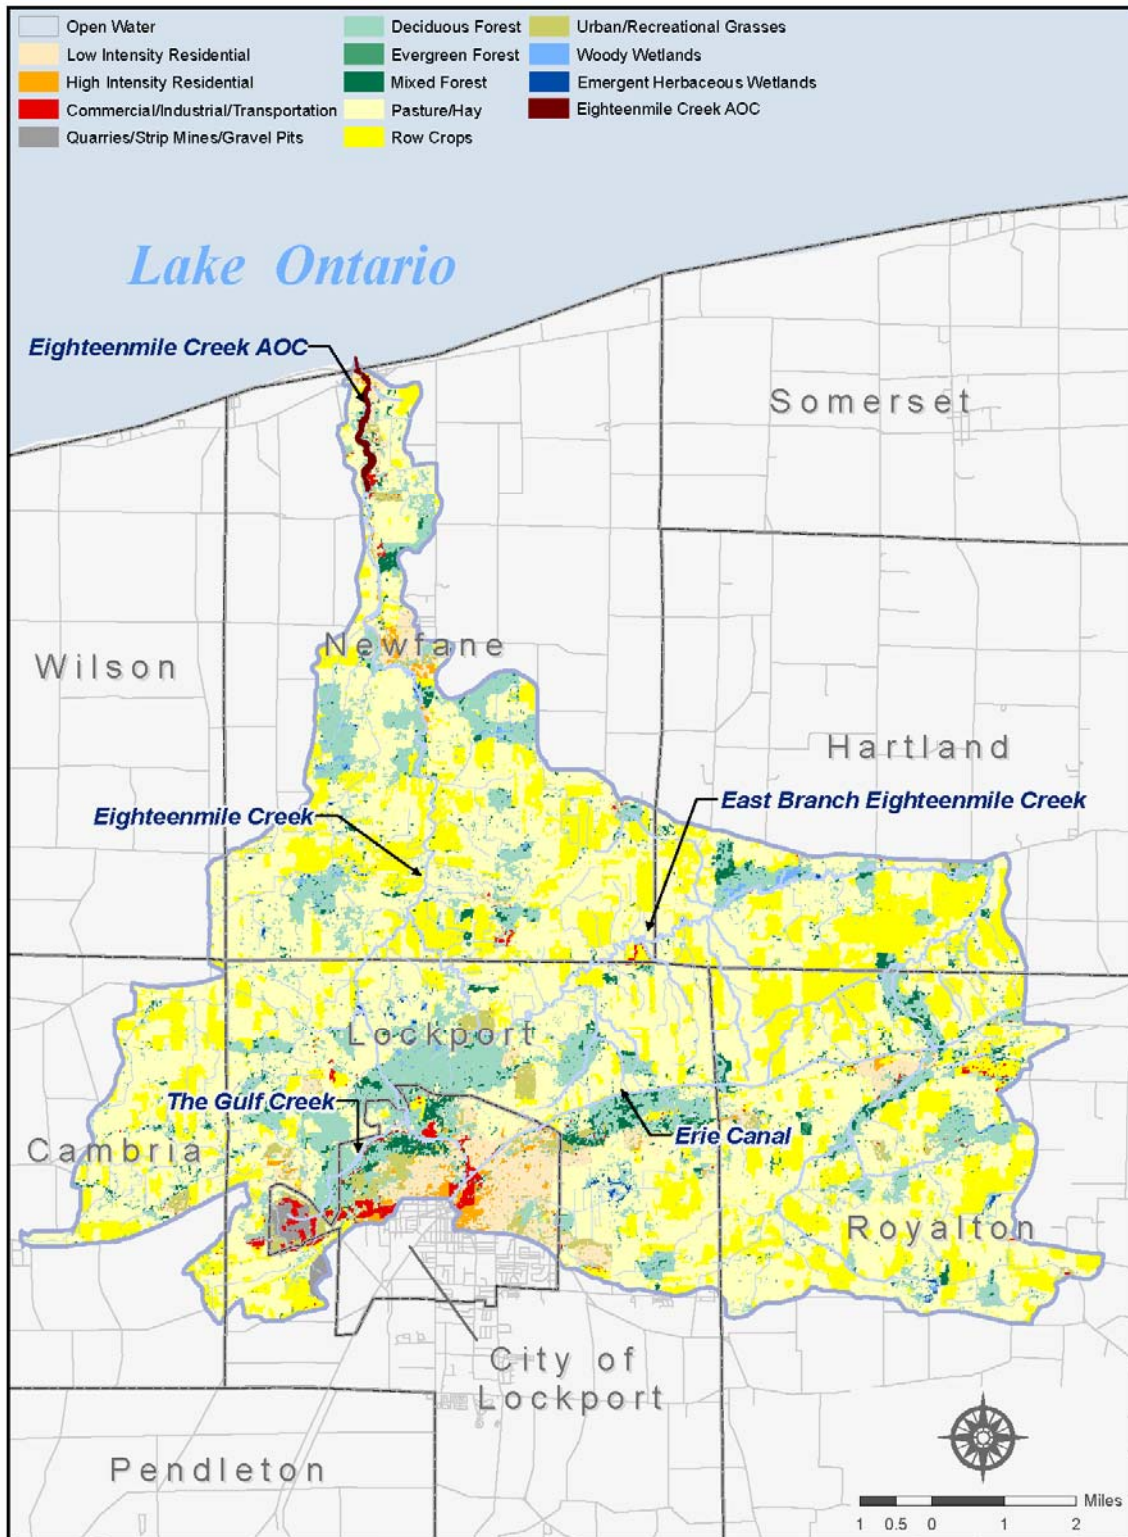 Open Water
Low Intensity Residential
High Intensity Residential
Commercial/Industrial/Transportation
Quarries/Strip Mines/Gravel Pits
Deciduous Forest
Evergreen Forest
Mixed Forest
Pasture/Hay
Row Crops
Urban/Recreational Grasses
Woody Wetlands
Emergent Herbaceous Wetlands
Eighteenmile Creek AOC
Lake Ontario
Eighteenmile Creek AOC
Somerset
Newfane
Wilson
Hartland
East Branch Eighteenmile Creek
Eighteenmile Creek
Lockport
The Gulf Creek
Erie Canal
Cambria
Royalton
City of
Lockport
Pendleton
Miles
1 0.5 0 1 2